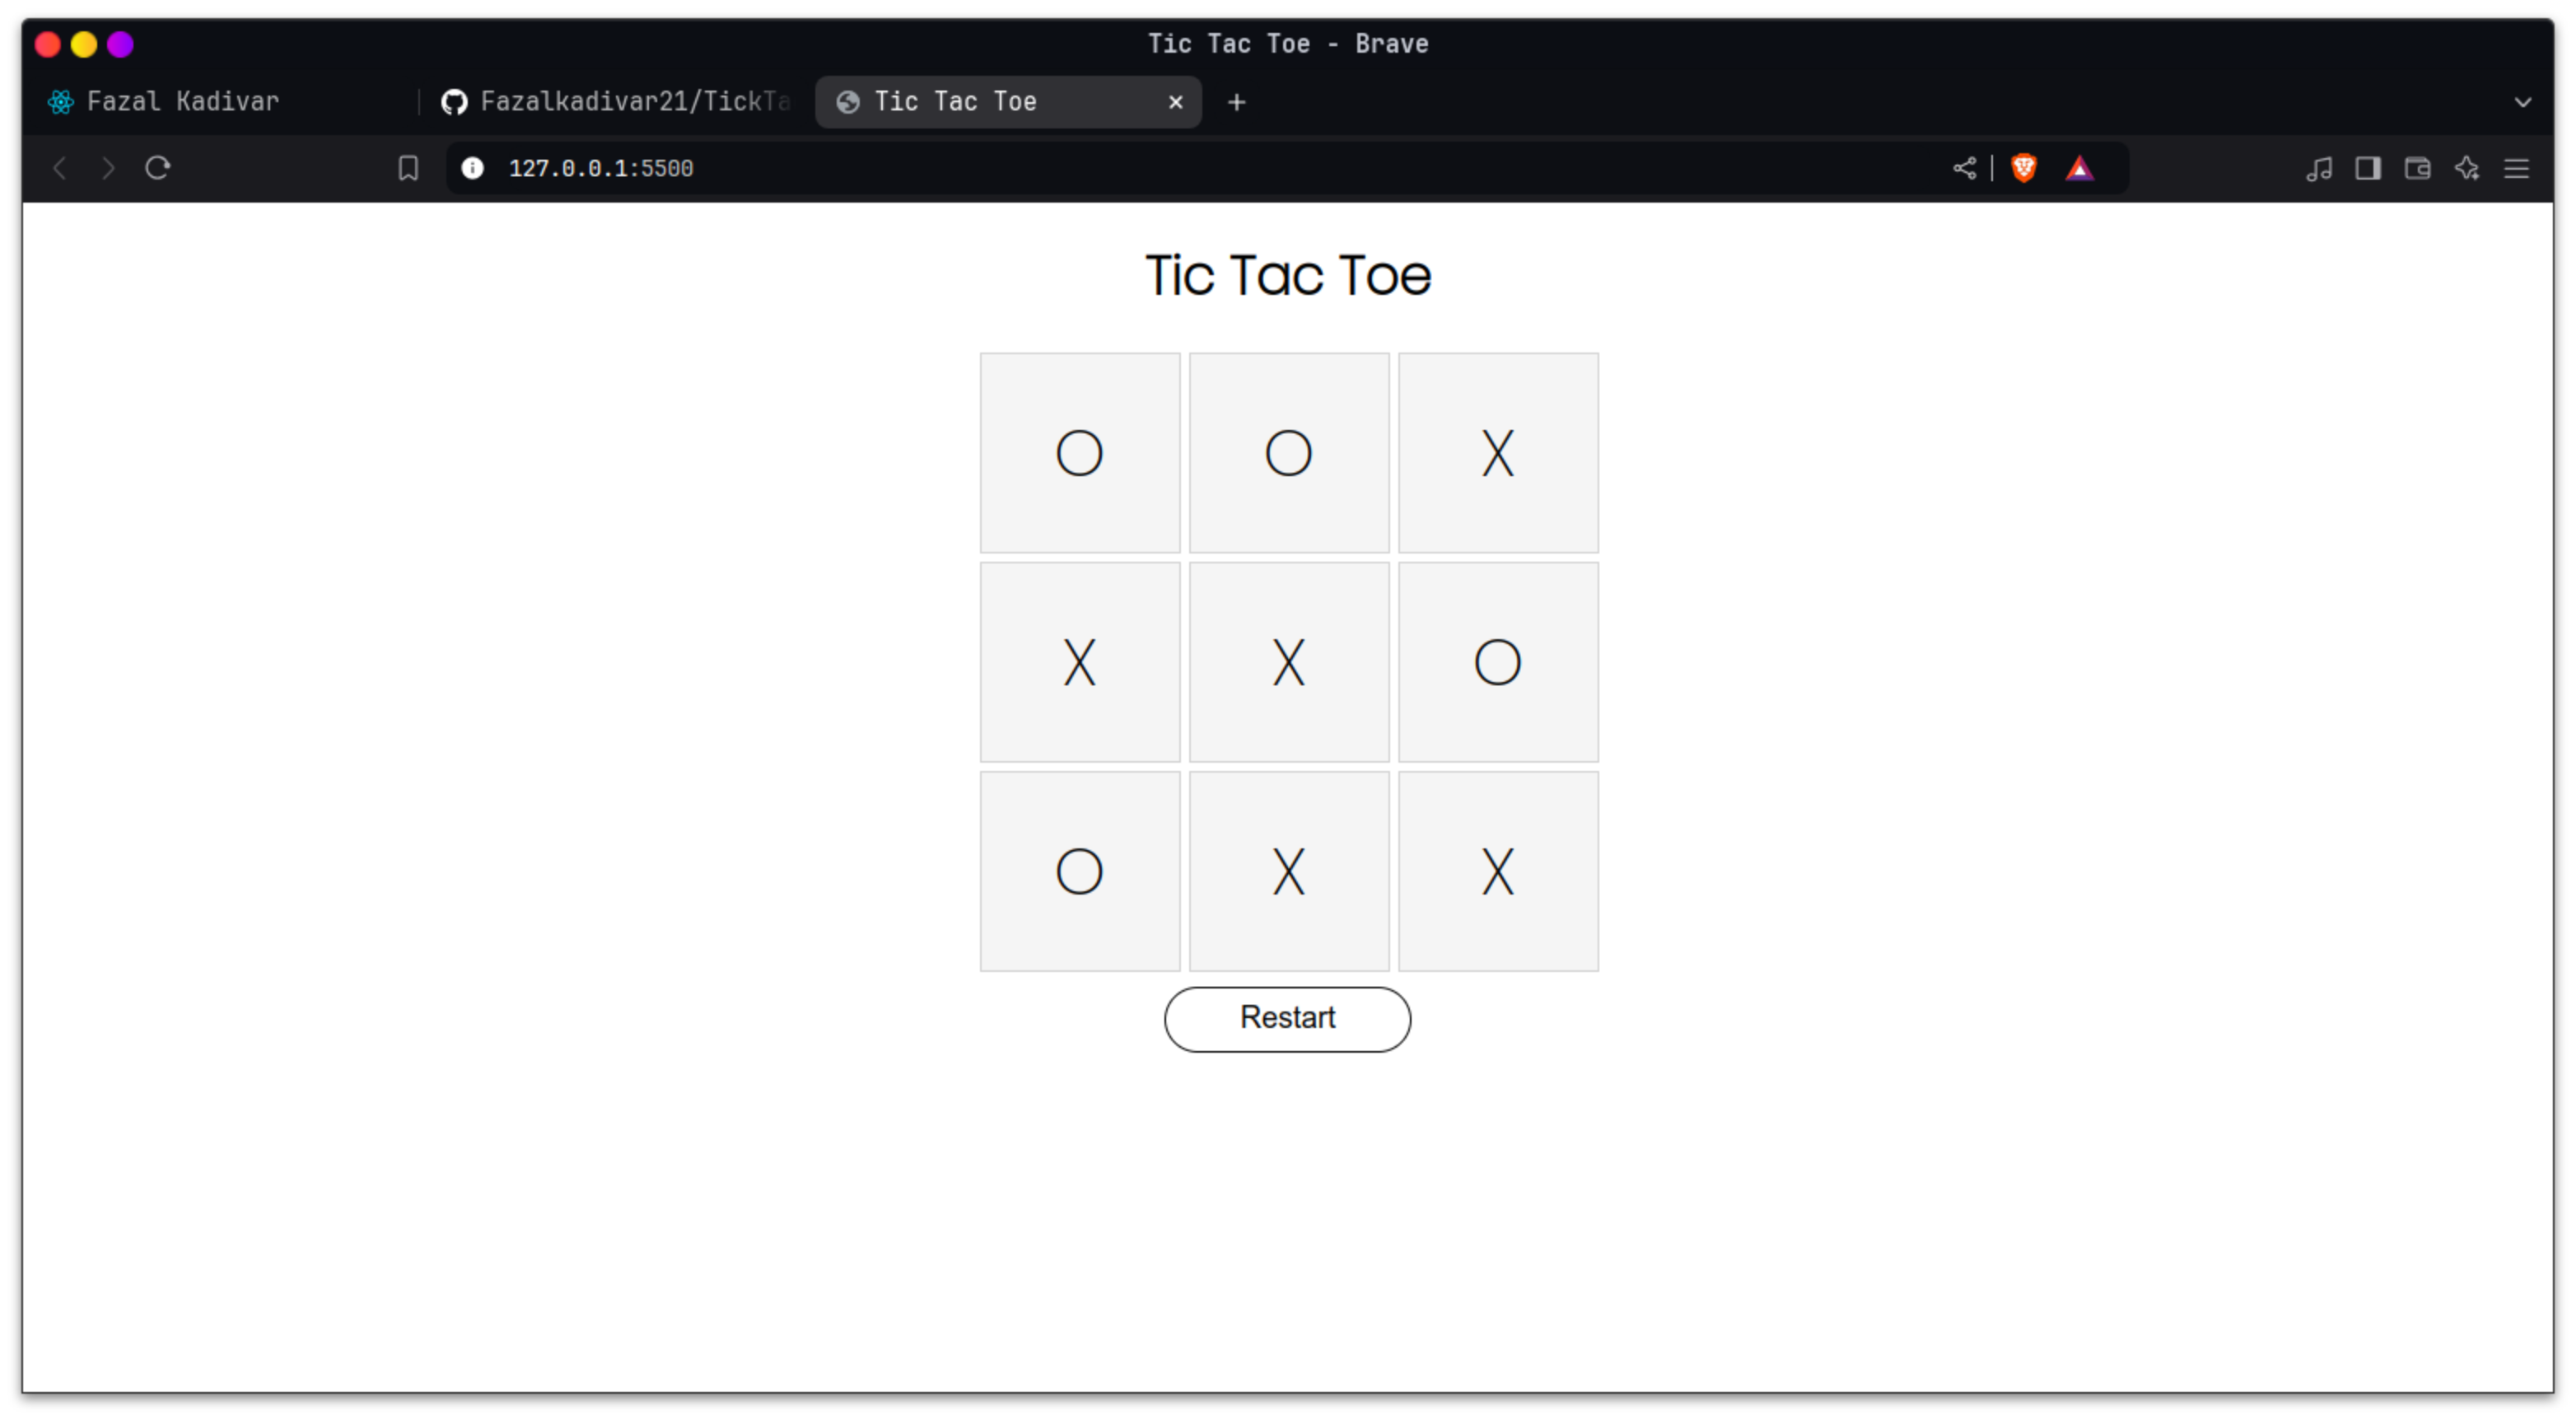 Tic Tac Toe - Brave
Fazal Kadivar
Fazalkadivar21/TickTa
Tic Tac Toe
127.0.0.1:5500
Tic Tac Toe
O O X
X X O
O X X
Restart